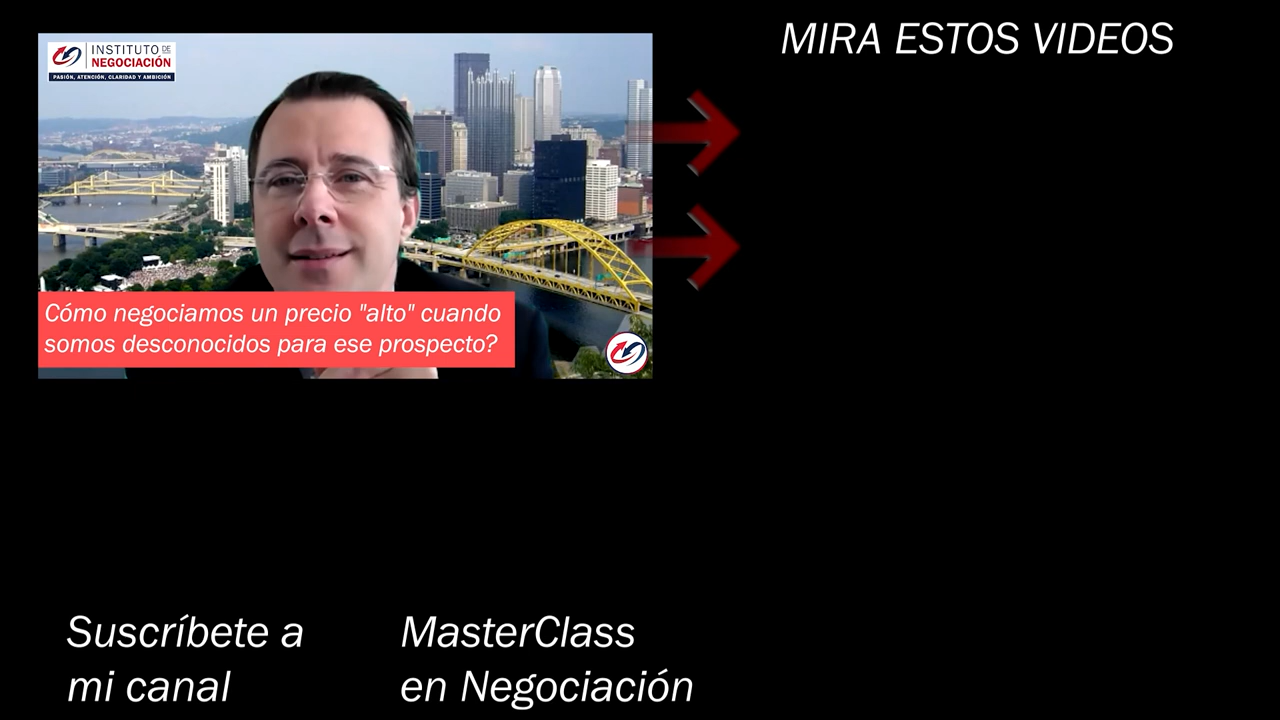 MIRA ESTOS VIDEOS
INSTITUTO DE
NEGOCIACIÓN
PASIÓN, ATENCIÓN, CLARIDAD Y AMBICIÓN
Cómo negociamos un precio "alto" cuando
somos desconocidos para ese prospecto?
Suscríbete a
mi canal
MasterClass
en Negociación